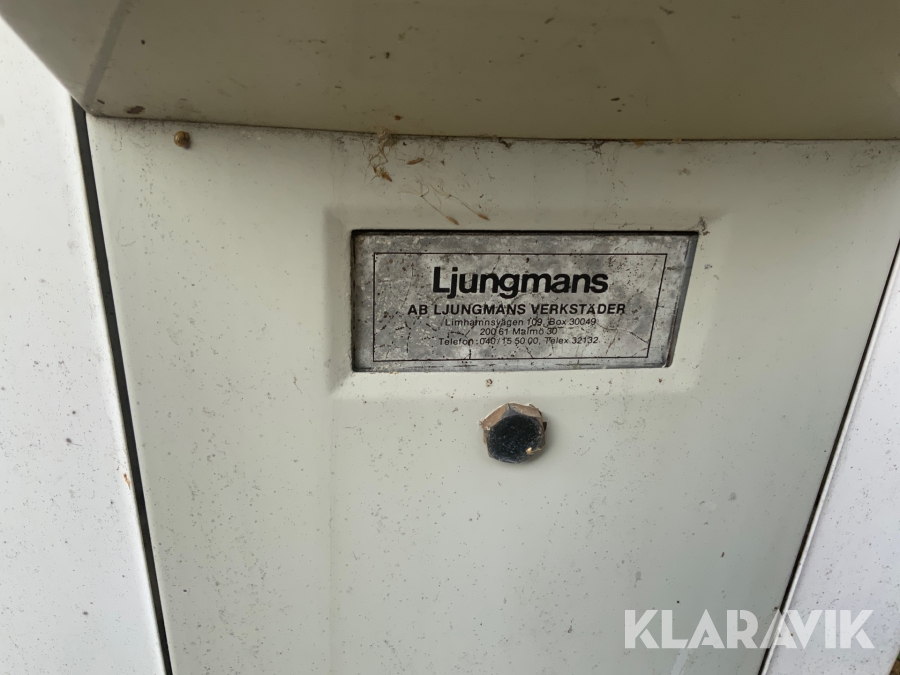 Ljungmans
AB LJUNGMANS VERKSTÄDER
Limhamnsvägen 109, Box 30049
200 61 Malmö 30
Telefon: 040/15 50 00, Telex 32132
KLARAVIK